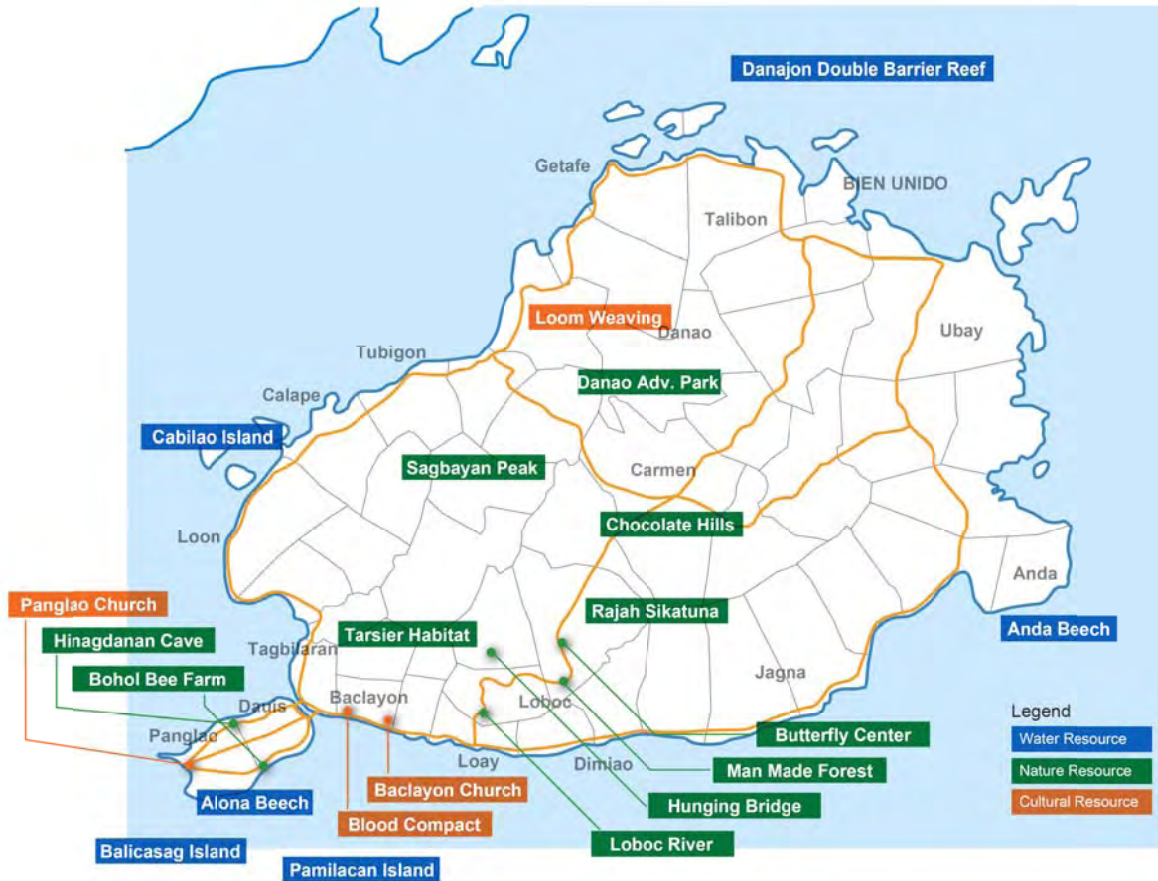 Danajon Double Barrier Reef
Getafe
BIEN UNIDO
Talibon
Loom Weaving
Danao
Ubay
Tubigon
Danao Adv. Park
Calape
Cabilao Island
Sagbayan Peak
Carmen
Chocolate Hills
Loon
Anda
Panglao Church
Rajah Sikatuna
Hinagdanan Cave
Tarsier Habitat
Anda Beech
Tagbilaran
Bohol Bee Farm
Jagna
Baclayon
Loboc
Dauis
Legend
Panglao
Butterfly Center
Water Resource
Loay
Dimiao
Man Made Forest
Nature Resource
Baclayon Church
Alona Beech
Hunging Bridge
Cultural Resource
Blood Compact
Loboc River
Balicasag Island
Pamilacan Island